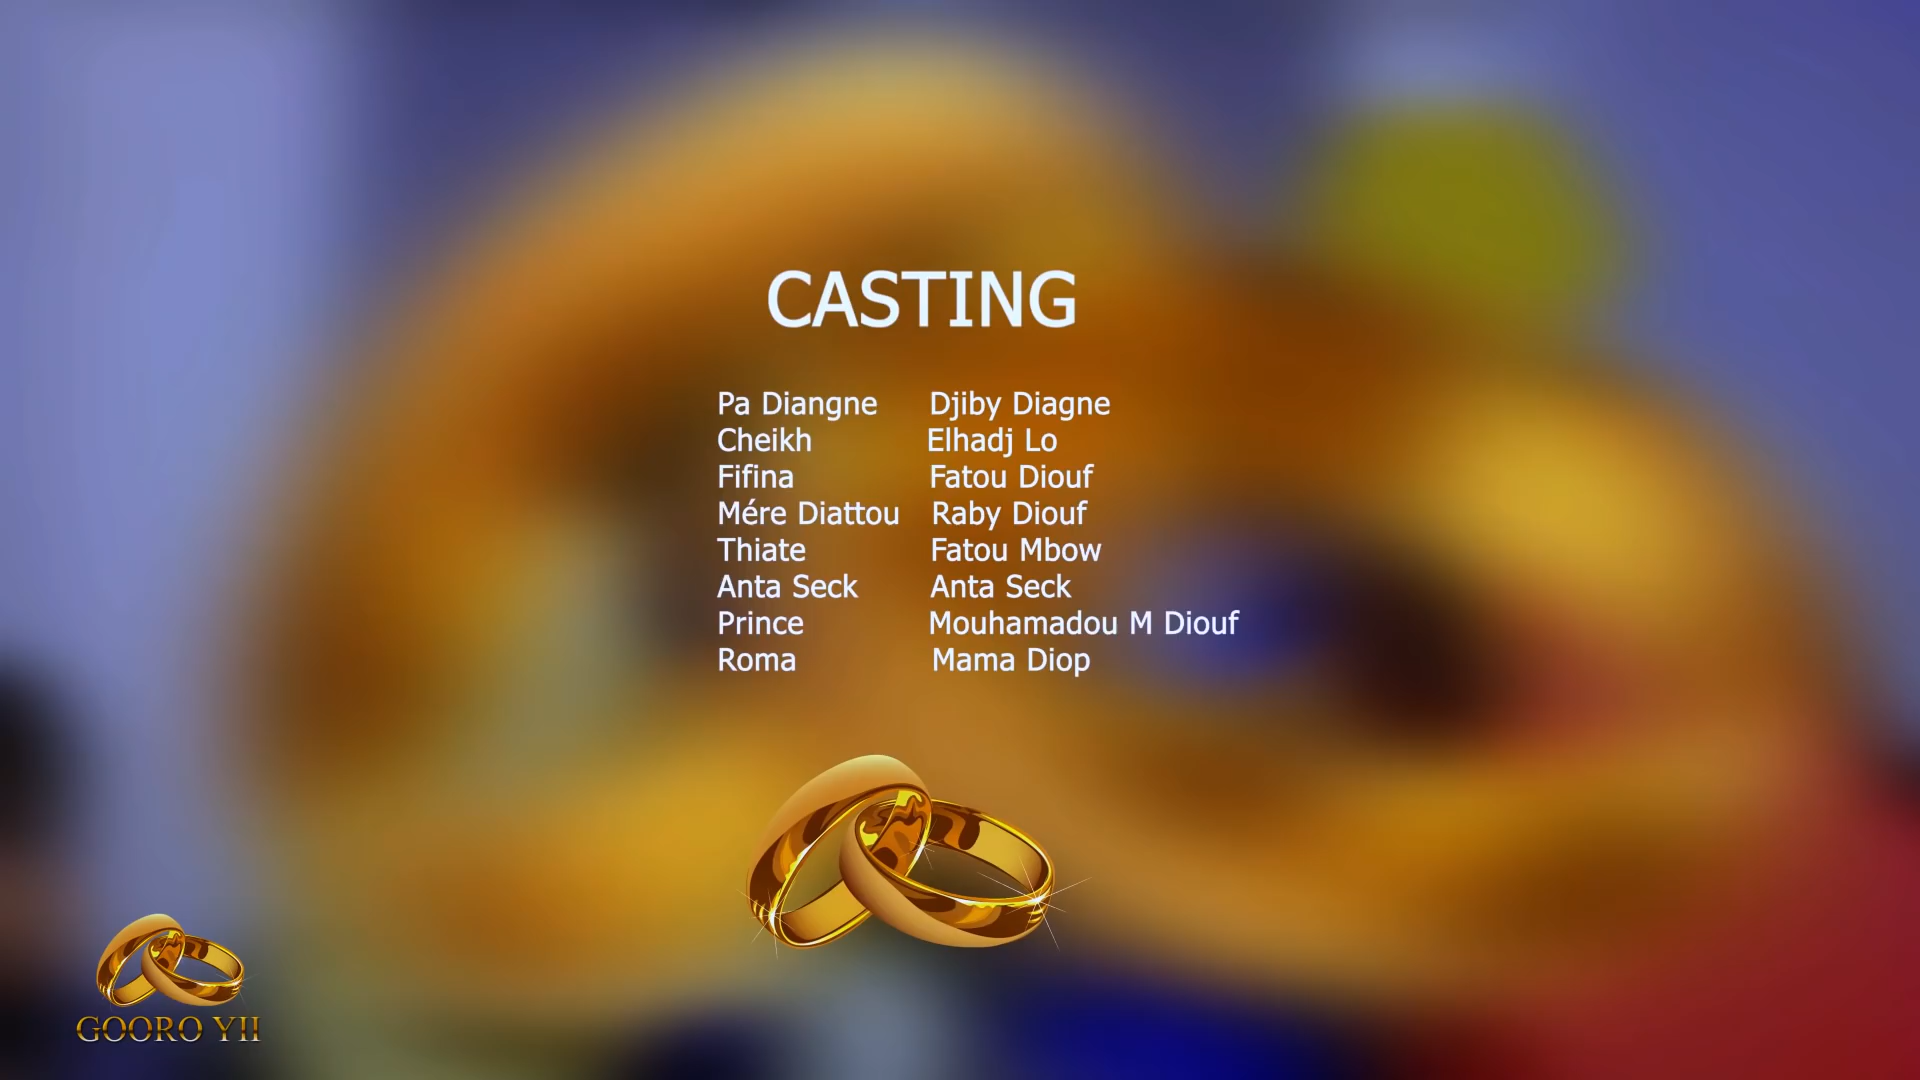 CASTING
Pa Diangne Djiby Diagne
Cheikh Elhadj Lo
Fifina Fatou Diouf
Mére Diattou Raby Diouf
Thiate Fatou Mbow
Anta Seck Anta Seck
Prince Mouhamadou M Diouf
Roma Mama Diop
GOORO YII